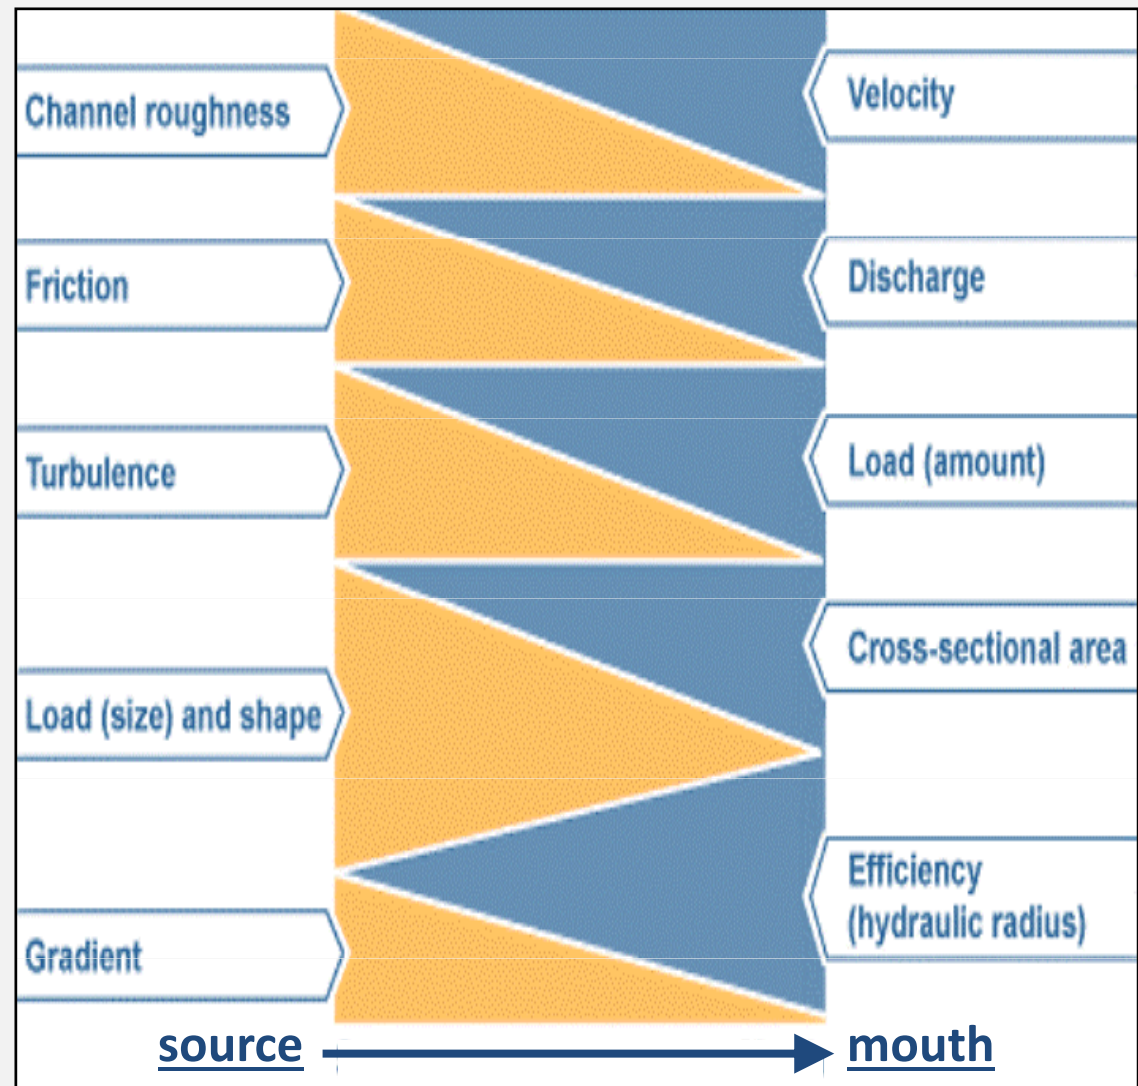 Channel roughness
Velocity
Friction
Discharge
Turbulence
Load (amount)
Load (size) and shape
Cross-sectional area
Gradient
Efficiency
(hydraulic radius)
source
mouth